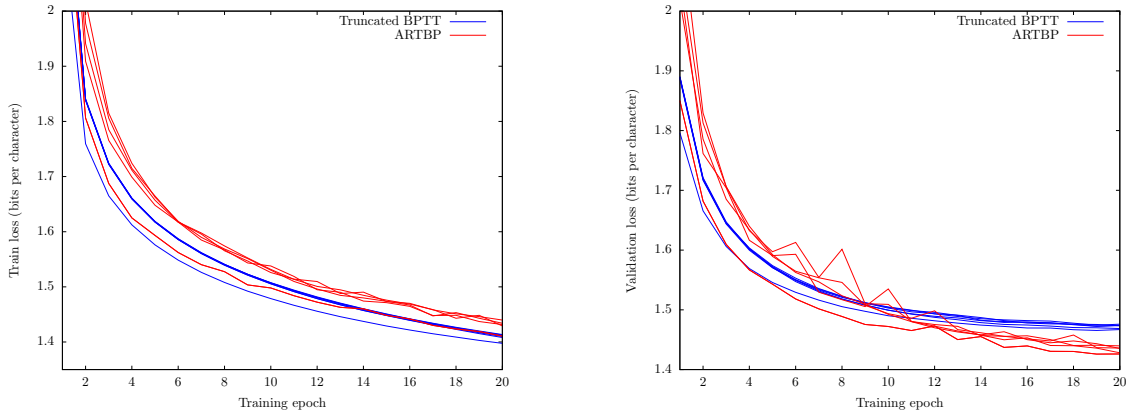 2
1.9
1.8
1.7
1.6
1.5
1.4
2 4 6 8 10 12 14 16 18 20
Train loss (bits per character)
Training epoch
Truncated BPTT
ARTBP
2
1.9
1.8
1.7
1.6
1.5
1.4
2 4 6 8 10 12 14 16 18 20
Validation loss (bits per character)
Training epoch
Truncated BPTT
ARTBP